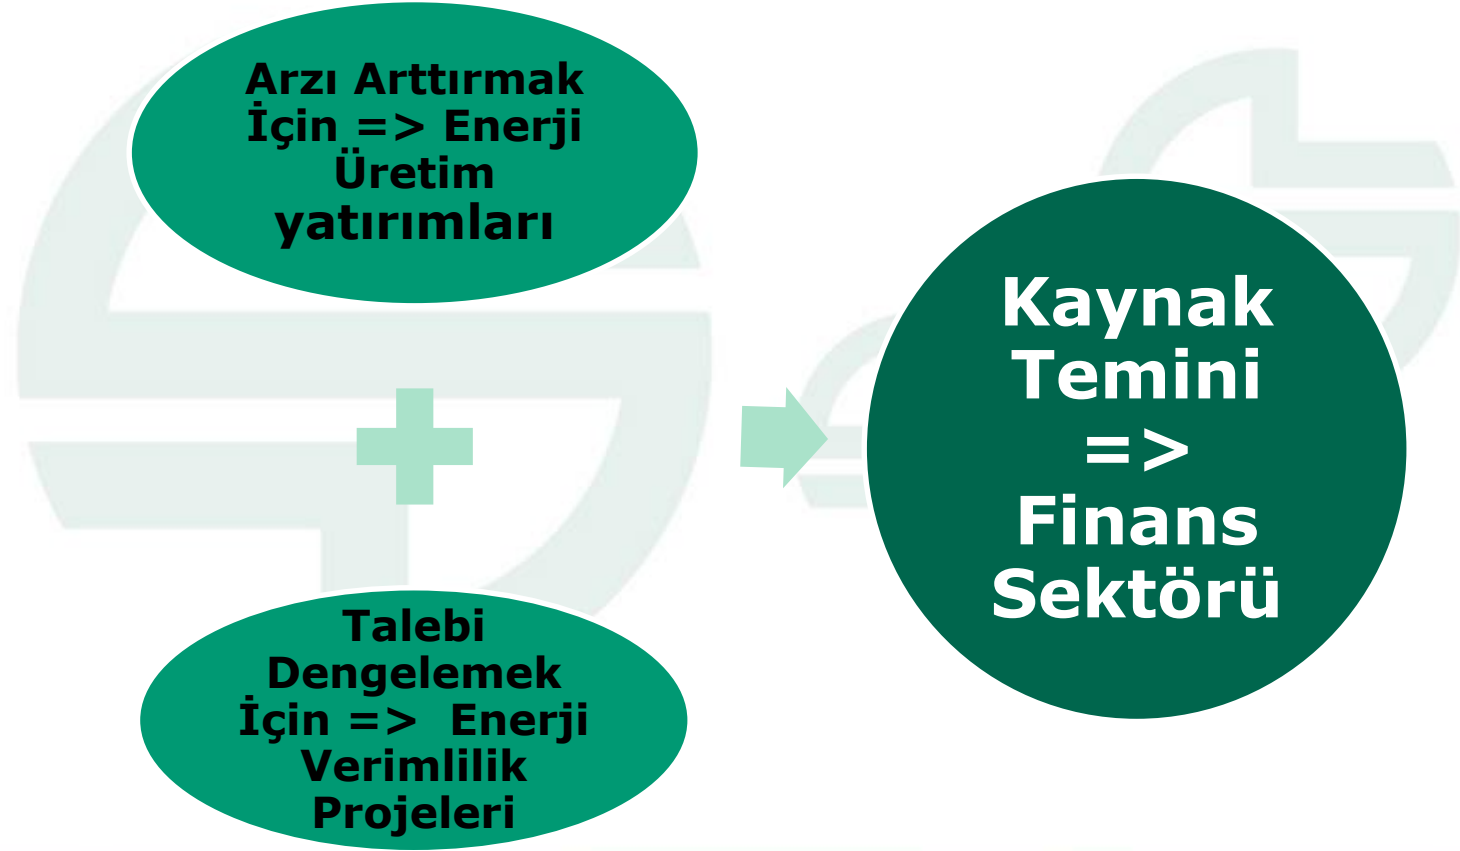 Arzı Arttırmak
İçin => Enerji
Üretim
yatırımları
Talebi
Dengelemek
İçin => Enerji
Verimlilik
Projeleri
Kaynak
Temini
=>
Finans
Sektörü